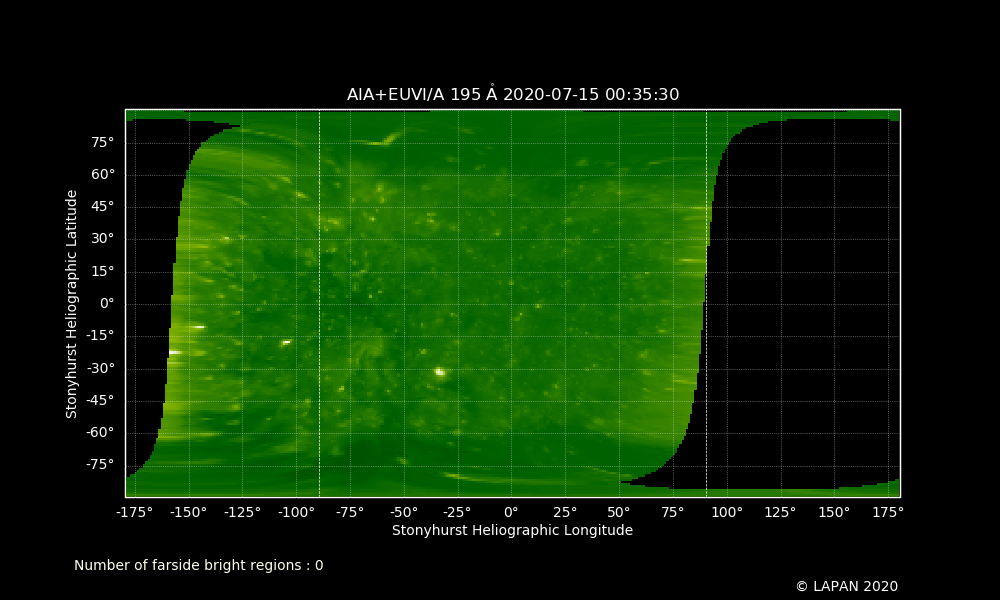 AIA+EUVI/A 195 Å 2020-07-15 00:35:30
75°
60°
45°
30°
15°
0°
-15°
-30°
-45°
-60°
-75°
Stonyhurst Heliographic Latitude
-175° -150° -125° -100° -75° -50° -25° 0° 25° 50° 75° 100° 125° 150° 175°
Stonyhurst Heliographic Longitude
Number of farside bright regions : 0
© LAPAN 2020